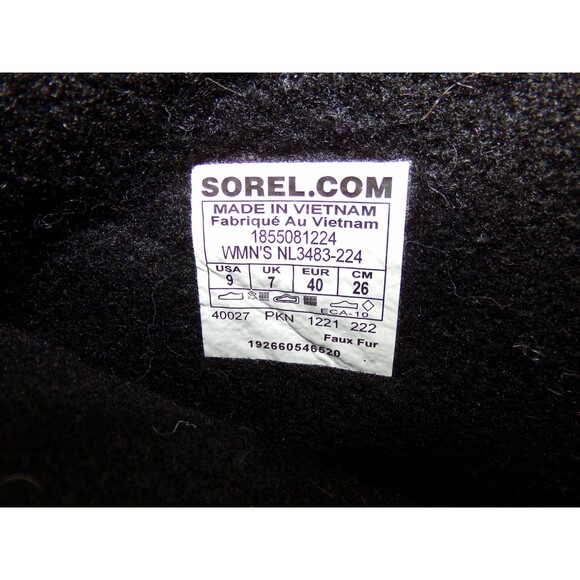 SOREL.COM
MADE IN VIETNAM
Fabriqué Au Vietnam
1855081224
WMN'S NL3483-224
USA UK EUR CM
9 7 40 26
ECA-10
40027 PKN 1221 222
Faux Fur
192660546620